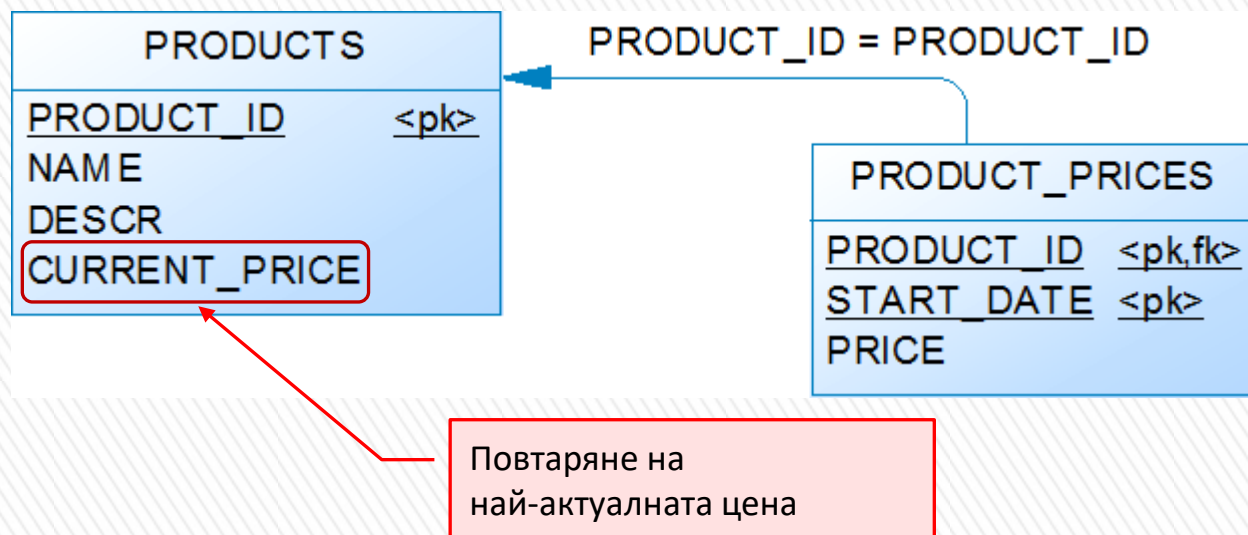 PRODUCTS
PRODUCT_ID <pk>
NAME
DESCR
CURRENT_PRICE
PRODUCT_ID = PRODUCT_ID
PRODUCT_PRICES
PRODUCT_ID <pk,fk>
START_DATE <pk>
PRICE
Повтаряне на
най-актуалната цена